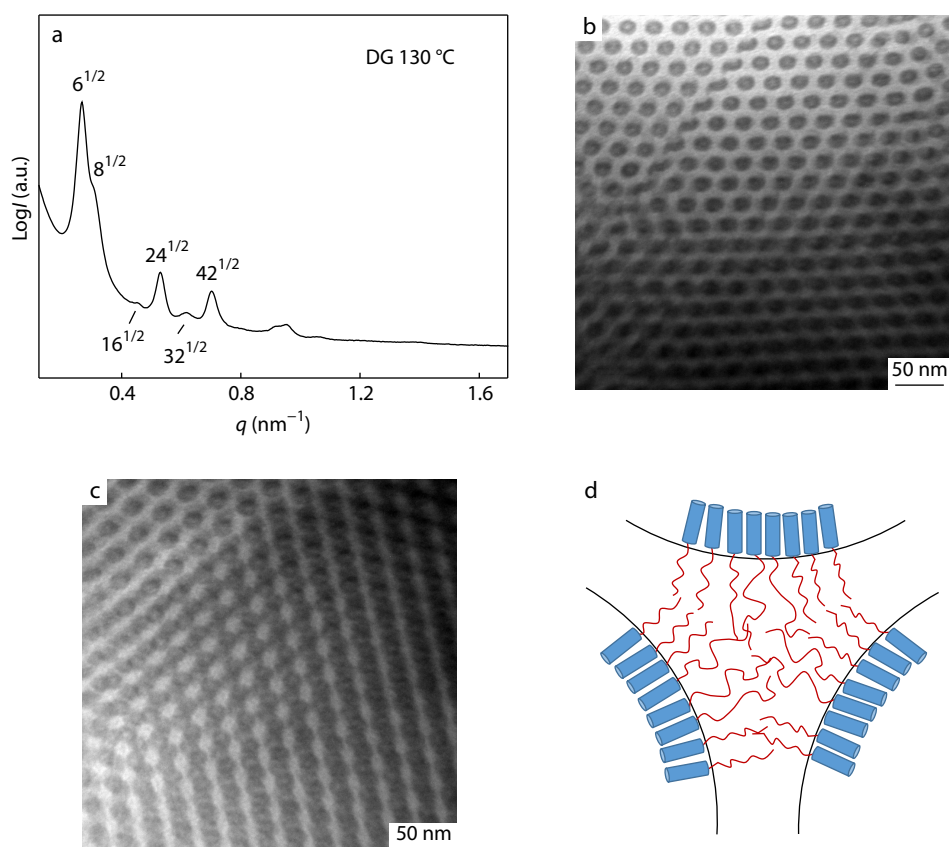 a
DG 130 °C
6^1/2
8^1/2
24^1/2
42^1/2
16^1/2
32^1/2
LogI (a.u.)
0.4 0.8 1.2 1.6
q (nm⁻¹)
b
50 nm
c
50 nm
d